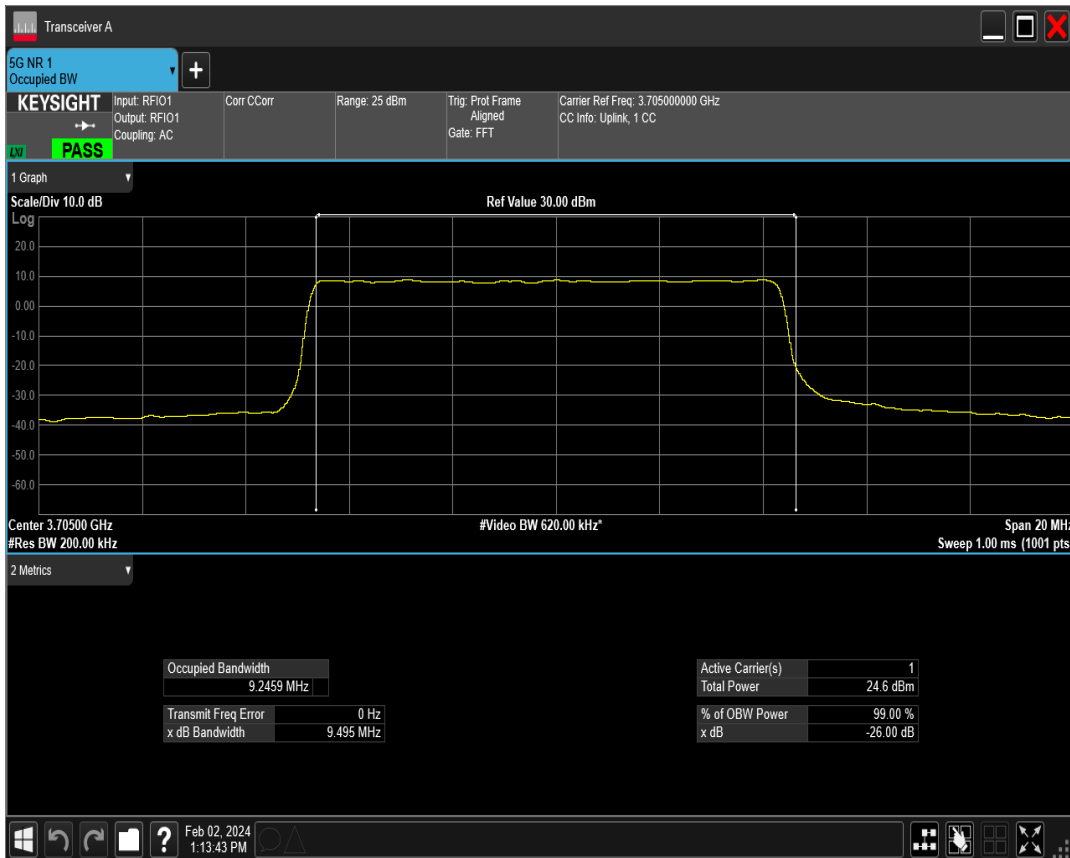 Transceiver A
5G NR 1
Occupied BW
+
KEYSIGHT
LXI
PASS
Input: RFIO1
Output: RFIO1
Coupling: AC
Corr CCorr
Range: 25 dBm
Trig: Prot Frame
Aligned
Gate: FFT
Carrier Ref Freq: 3.705000000 GHz
CC Info: Uplink, 1 CC
1 Graph
Scale/Div 10.0 dB
Ref Value 30.00 dBm
Log
20.0
10.0
0.00
-10.0
-20.0
-30.0
-40.0
-50.0
-60.0
Center 3.70500 GHz
#Video BW 620.00 kHz*
Span 20 MHz
#Res BW 200.00 kHz
Sweep 1.00 ms (1001 pts
2 Metrics
Occupied Bandwidth
9.2459 MHz
Transmit Freq Error 0 Hz
x dB Bandwidth 9.495 MHz
Active Carrier(s) 1
Total Power 24.6 dBm
% of OBW Power 99.00 %
x dB -26.00 dB
?
Feb 02, 2024
1:13:43 PM